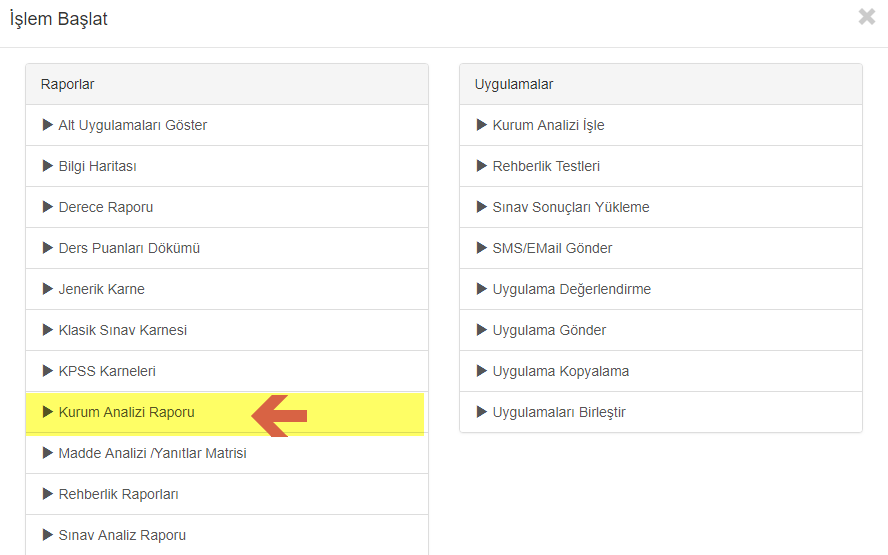 İşlem Başlat
Raporlar
Alt Uygulamaları Göster
Bilgi Haritası
Derece Raporu
Ders Puanları Dökümü
Jenerik Karne
Klasik Sınav Karnesi
KPSS Karneleri
Kurum Analizi Raporu
Madde Analizi /Yanıtlar Matrisi
Rehberlik Raporları
Sınav Analiz Raporu
Uygulamalar
Kurum Analizi İşle
Rehberlik Testleri
Sınav Sonuçları Yükleme
SMS/EMail Gönder
Uygulama Değerlendirme
Uygulama Gönder
Uygulama Kopyalama
Uygulamaları Birleştir